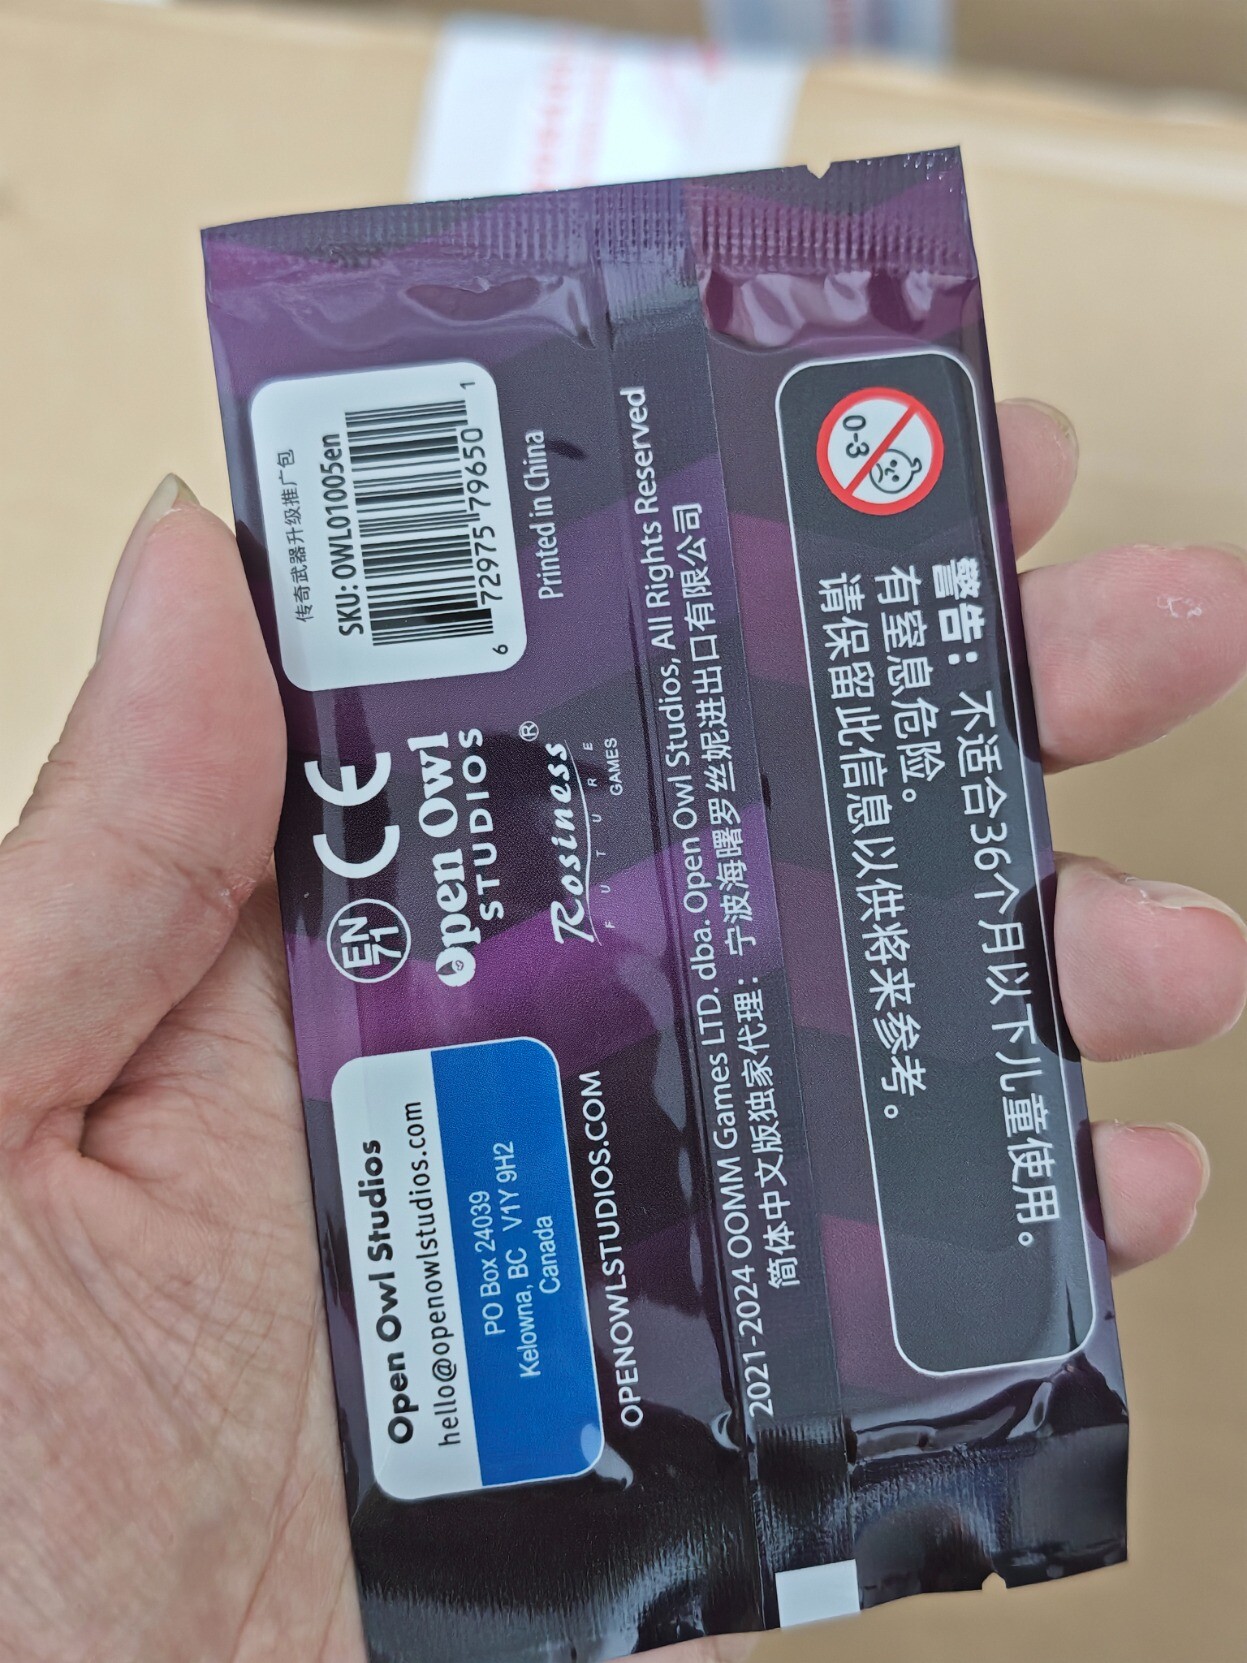 传奇武器升级推广包
SKU: OWL01005en
6 72975 79650 1
Printed in China
EN
71
CE
Open Owl
STUDIOS
Rosiness®
FUTURE
GAMES
Open Owl Studios
hello@openowlstudios.com
PO Box 24039
Kelowna, BC V1Y 9H2
Canada
OPENOWLSTUDIOS.COM
2021-2024 OOMM Games LTD. dba. Open Owl Studios, All Rights Reserved
简体中文版独家代理：宁波海曙罗丝妮进出口有限公司
0-3
警告：不适合36个月以下儿童使用。
有窒息危险。
请保留此信息以供将来参考。